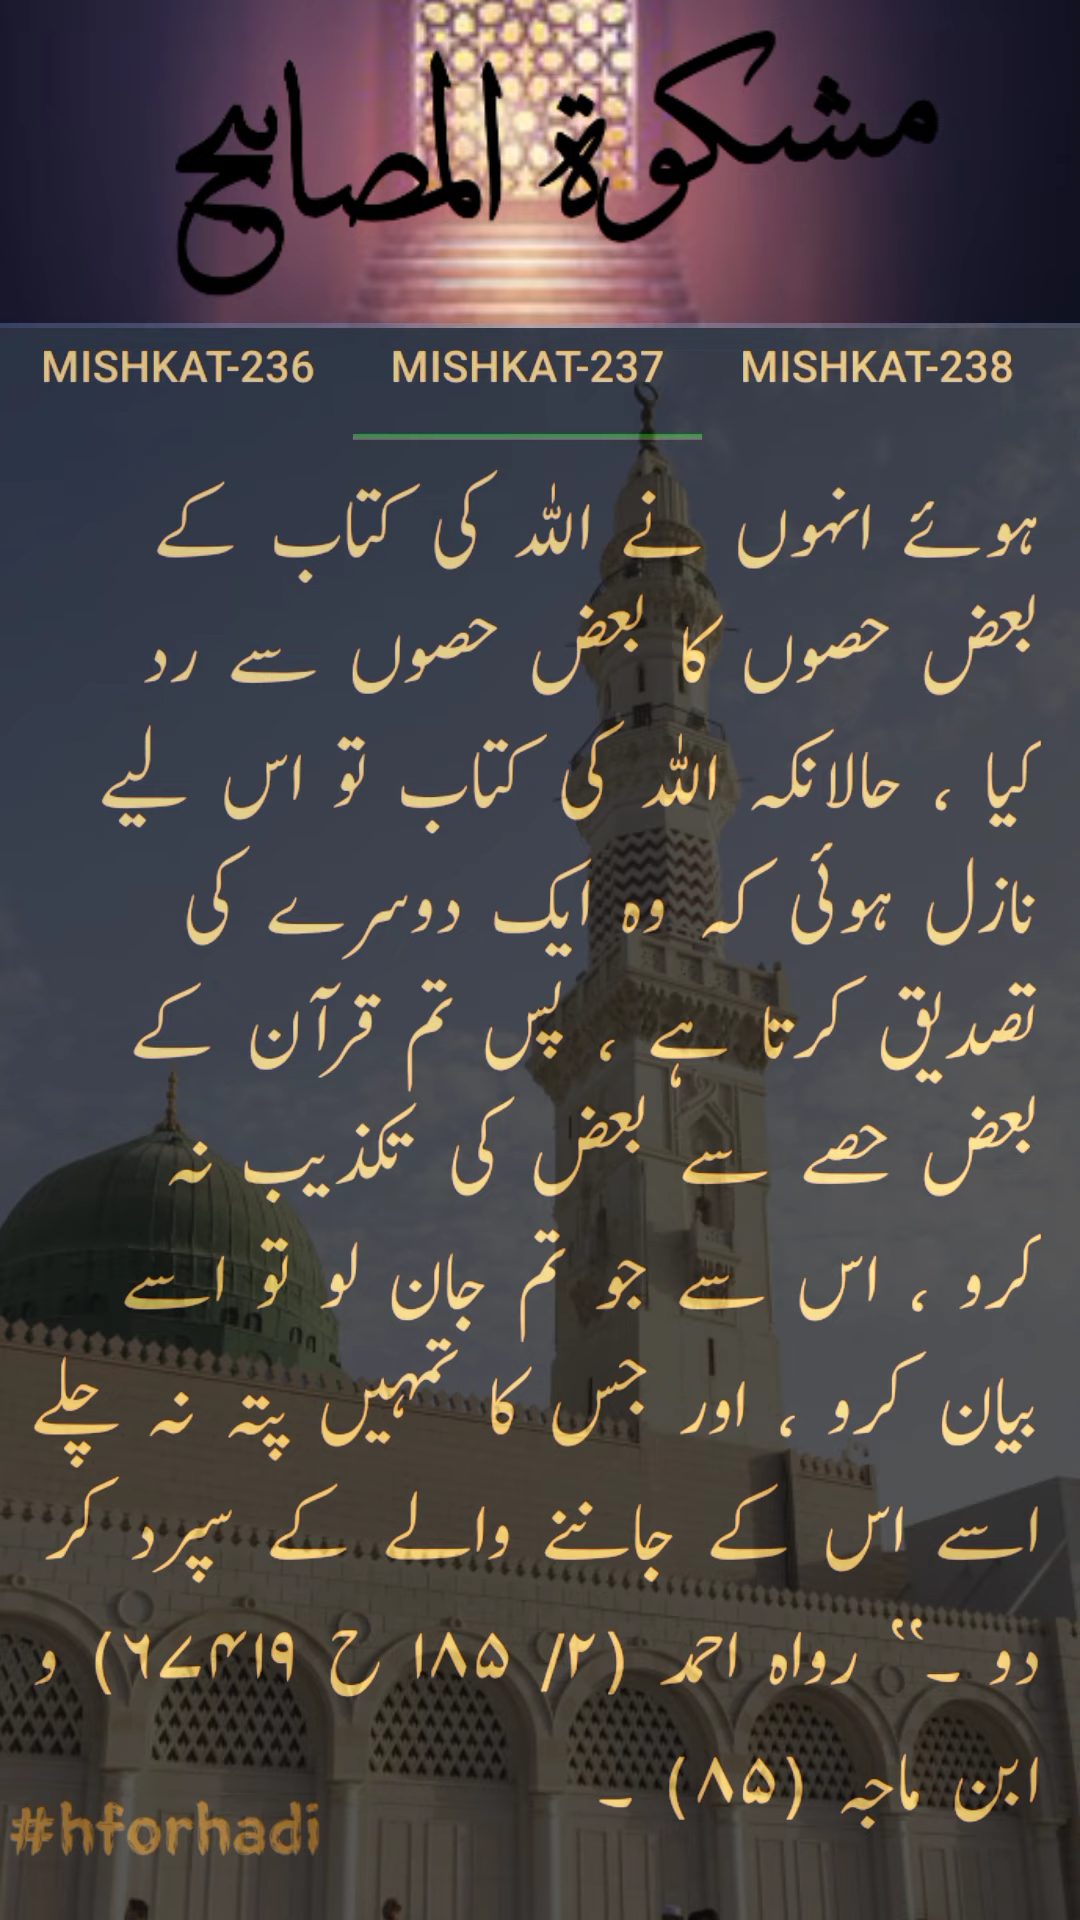 مشکوۃ المصابیح
MISHKAT-236 MISHKAT-237 MISHKAT-238
ہوئے انہوں نے اللہ کی کتاب کے
بعض حصوں کا بعض حصوں سے رد
کیا ، حالانکہ اللہ کی کتاب تو اس لیے
نازل ہوئی کہ وہ ایک دوسرے کی
تصدیق کرتا ہے ، پس تم قرآن کے
بعض حصے سے بعض کی تکذیب نہ
کرو ، اس سے جو تم جان لو تو اسے
بیان کرو ، اور جس کا تمہیں پتہ نہ چلے
اسے اس کے جاننے والے کے سپرد کر
دو ۔‘‘ رواہ احمد (۲/ ۱۸۵ ح ۶۷۴۱۹) و
ابن ماجہ (۸۵) ۔
#hforhadi